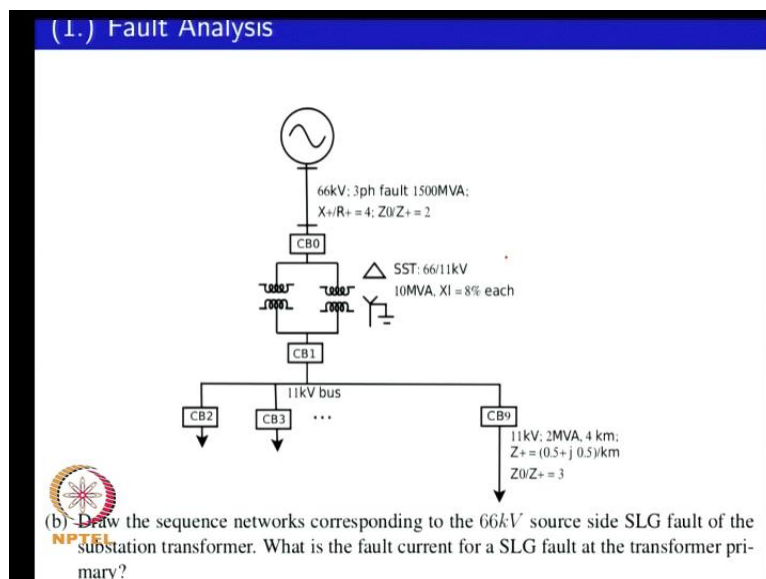 (1.) Fault Analysis
66kV; 3ph fault 1500MVA;
X+/R+ = 4; Z0/Z+ = 2
CB0
SST: 66/11kV
10MVA, Xl = 8% each
CB1
11kV bus
CB2
CB3
...
CB9
11kV; 2MVA, 4 km;
Z+ = (0.5+ j 0.5)/km
Z0/Z+ = 3
(b) Draw the sequence networks corresponding to the 66kV source side SLG fault of the
NPTEL
substation transformer. What is the fault current for a SLG fault at the transformer pri-
mary?